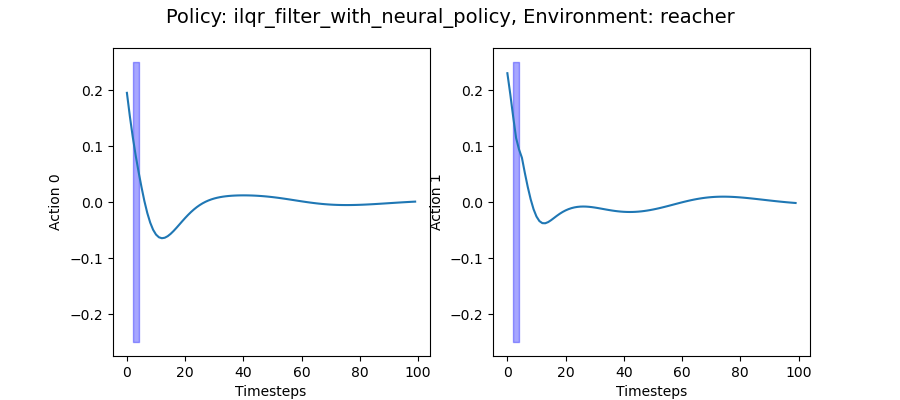 Policy: ilqr_filter_with_neural_policy, Environment: reacher
Action 0
0.2
0.1
0.0
−0.1
−0.2
0 20 40 60 80 100
Timesteps
Action 1
0.2
0.1
0.0
−0.1
−0.2
0 20 40 60 80 100
Timesteps